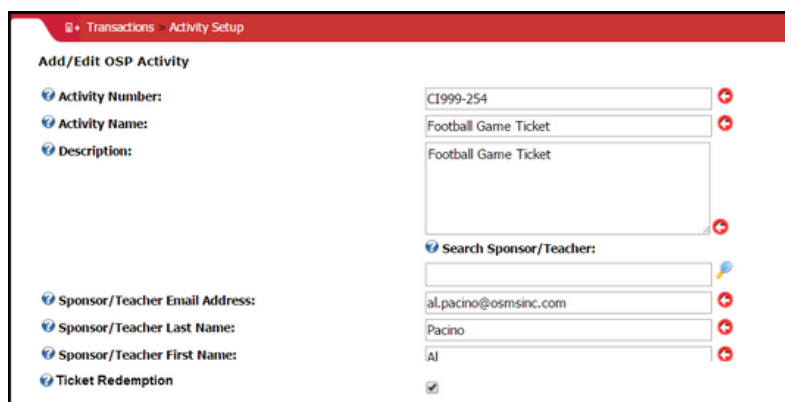 Transactions > Activity Setup
Add/Edit OSP Activity
Activity Number: CI999-254
Activity Name: Football Game Ticket
Description: Football Game Ticket
Search Sponsor/Teacher:
Sponsor/Teacher Email Address: al.pacino@osmsinc.com
Sponsor/Teacher Last Name: Pacino
Sponsor/Teacher First Name: Al
Ticket Redemption